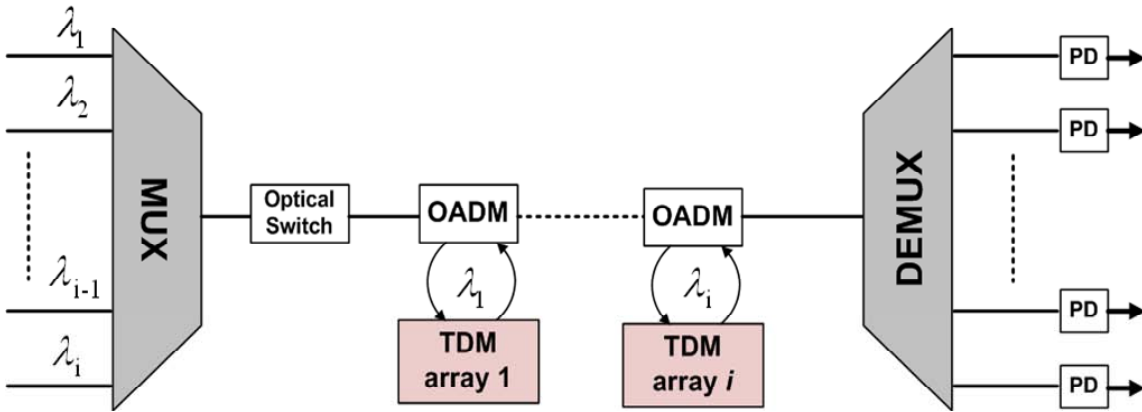 λ1
λ2
λi-1
λi
MUX
Optical
Switch
OADM
λ1
TDM
array 1
OADM
λi
TDM
array i
DEMUX
PD
PD
PD
PD